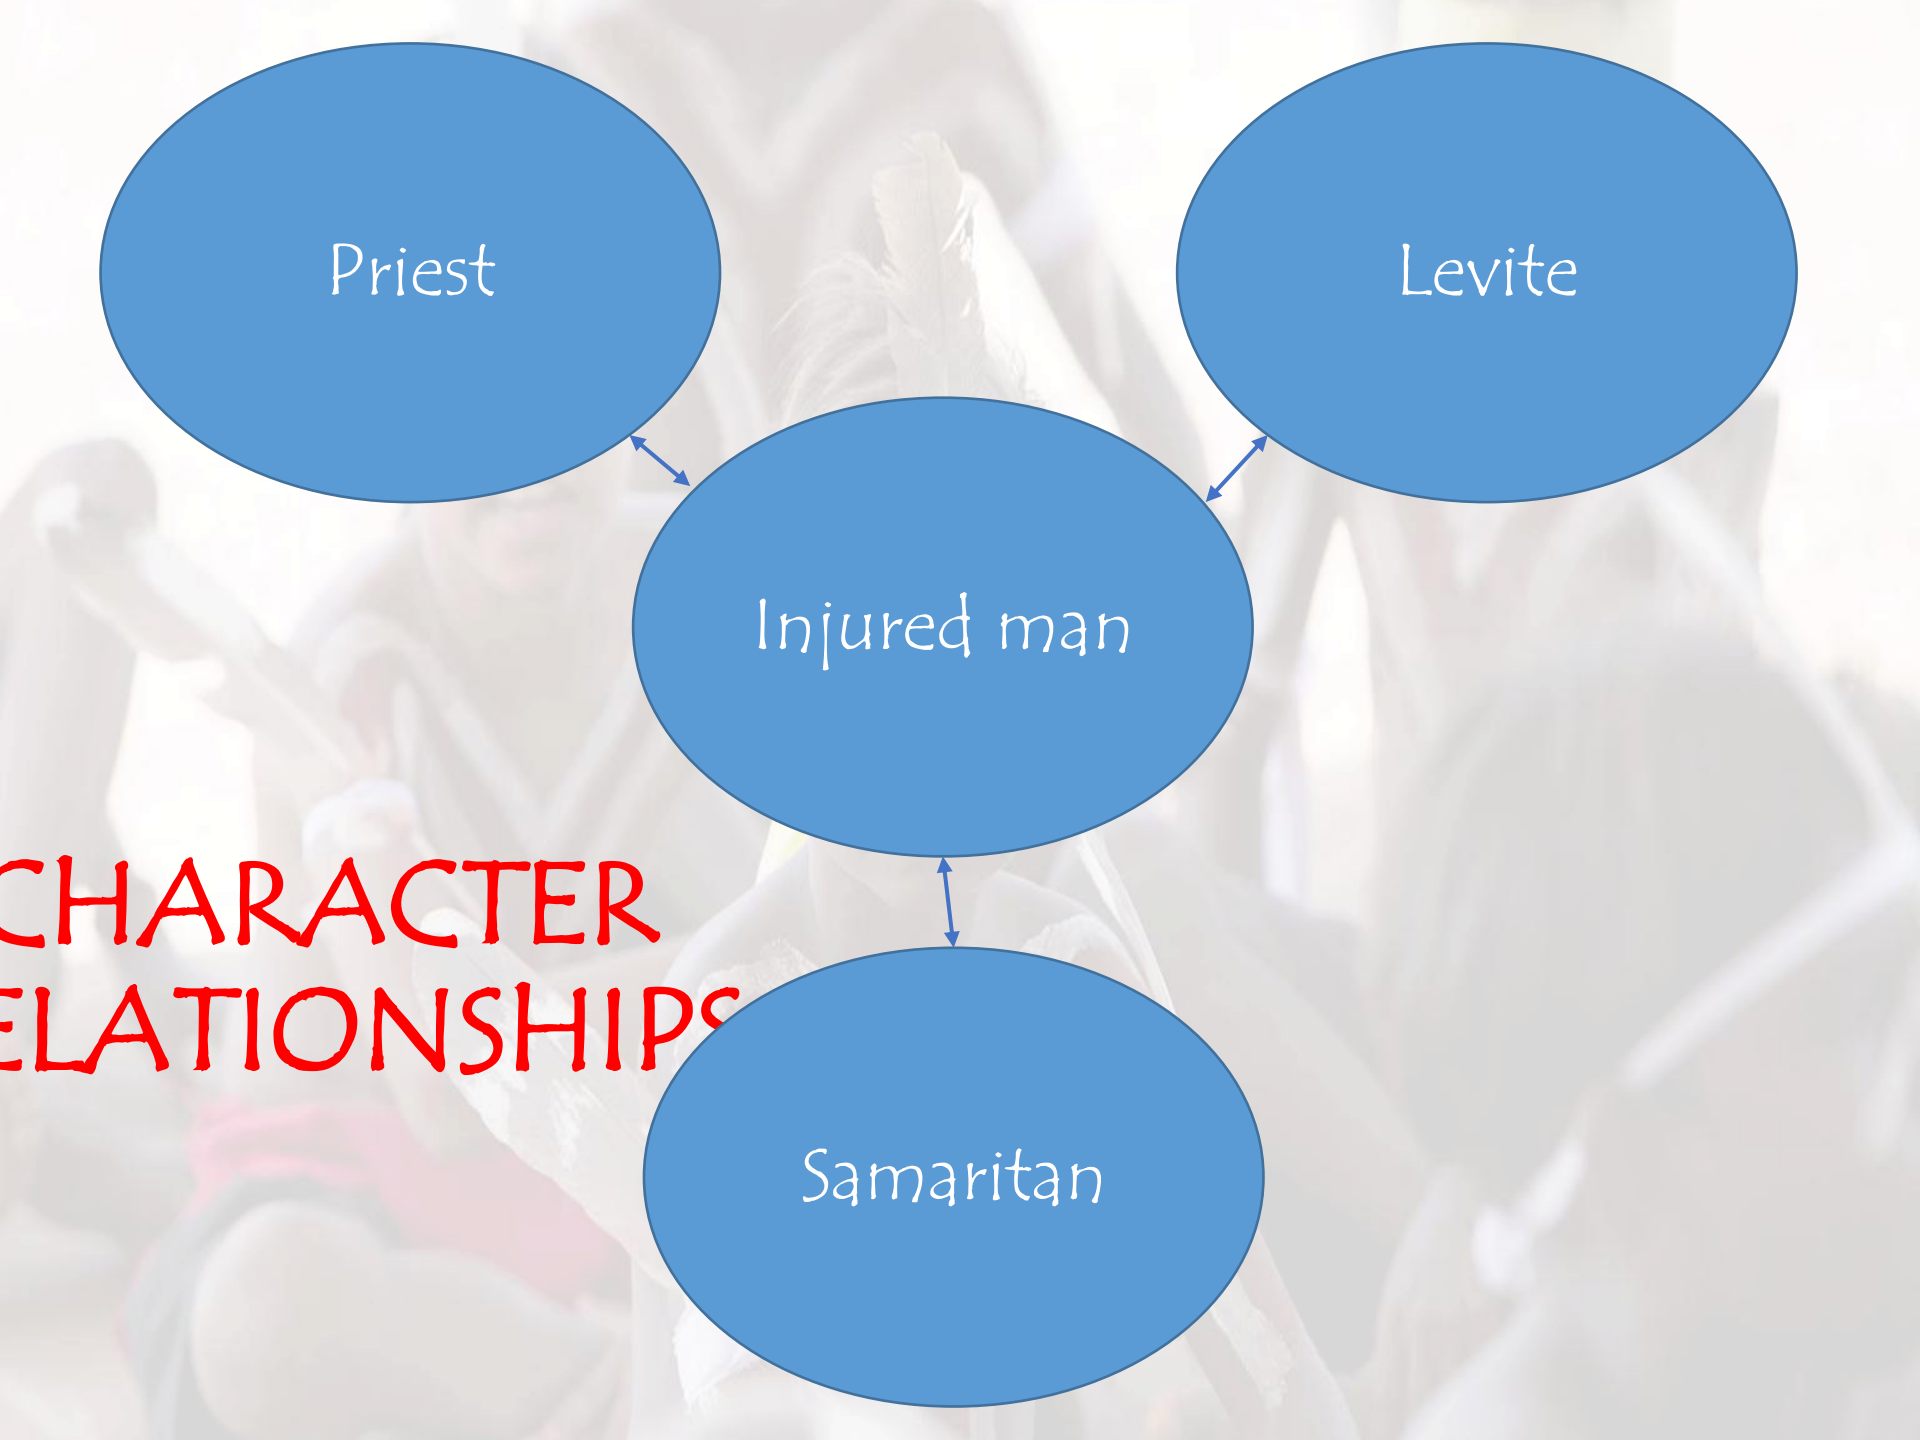 Priest
Levite
Injured man
CHARACTER
ELATIONSHIPS
Samaritan